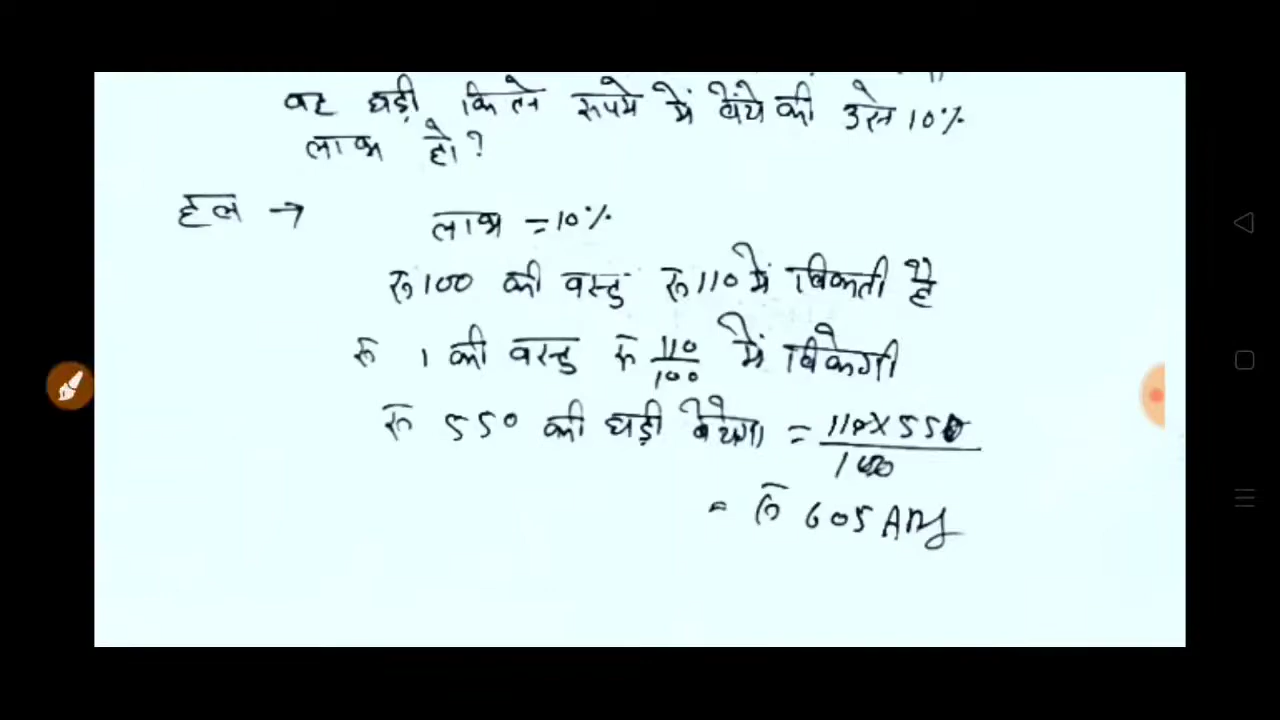 वह घड़ी कितने रूपये में बेंचे की उसे 10%
लाभ हो?
हल → लाभ = 10%
रु 100 की वस्तु रु 110 में बिकती है
रु 1 की वस्तु रु 110/100 में बिकेगी
रु 550 की घड़ी बेचेगा = 110 x 550/100
= रु 605 Ans